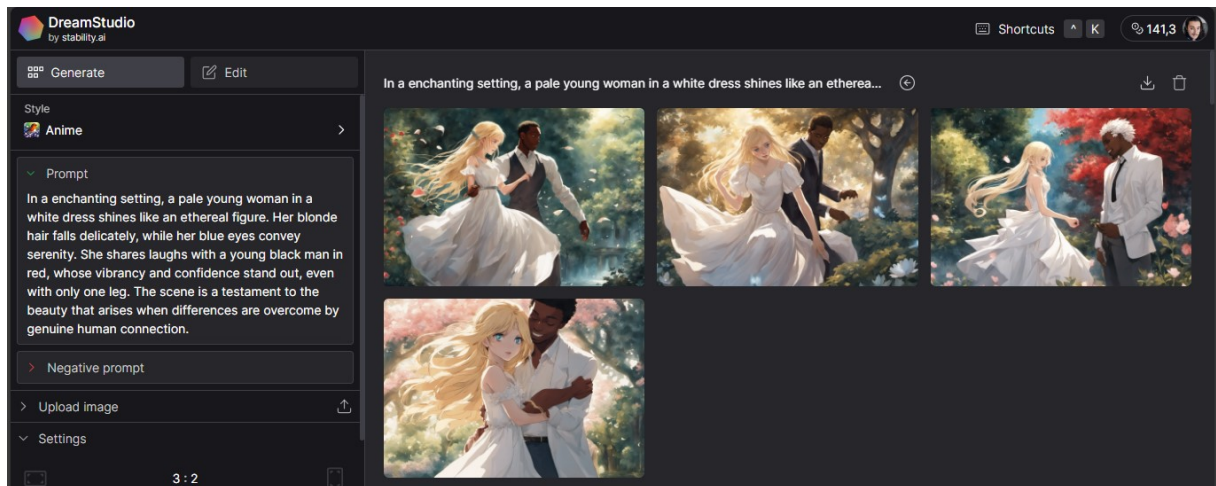 DreamStudio
by stability.ai
Shortcuts ^ K 141,3
Generate Edit
Style
Anime
Prompt
In a enchanting setting, a pale young woman in a
white dress shines like an ethereal figure. Her blonde
hair falls delicately, while her blue eyes convey
serenity. She shares laughs with a young black man in
red, whose vibrancy and confidence stand out, even
with only one leg. The scene is a testament to the
beauty that arises when differences are overcome by
genuine human connection.
Negative prompt
Upload image
Settings
3:2
In a enchanting setting, a pale young woman in a white dress shines like an etherea...